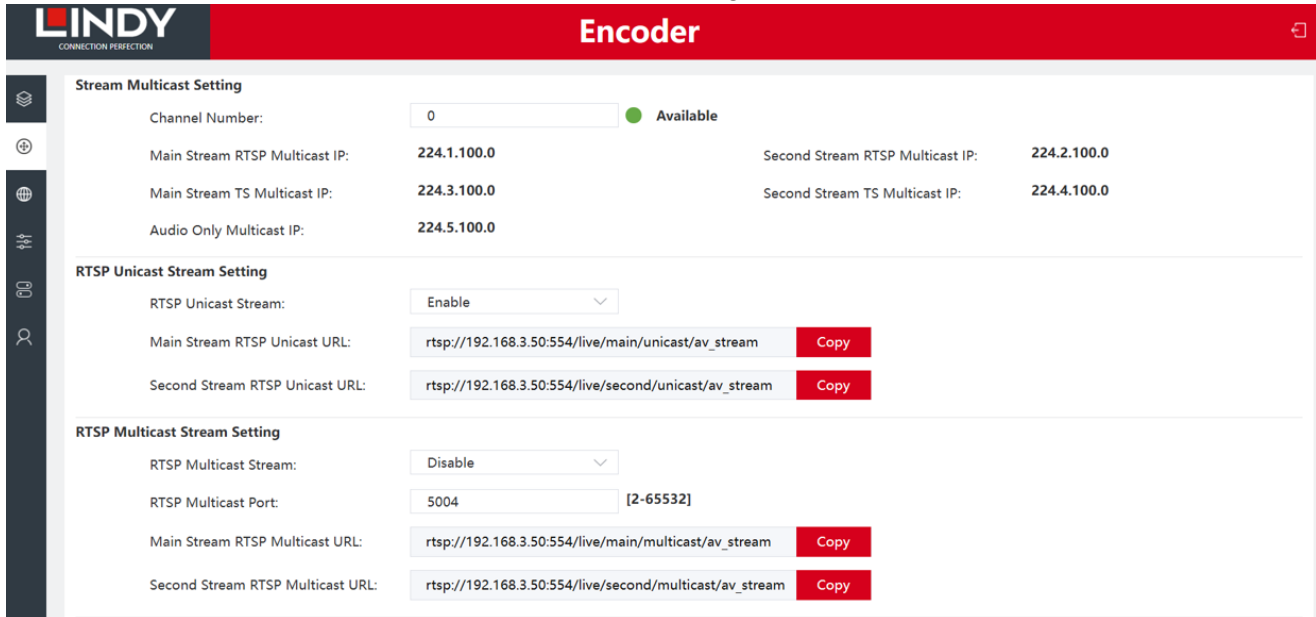 LINDY
CONNECTION PERFECTION
Encoder
Stream Multicast Setting
Channel Number: 0 Available
Main Stream RTSP Multicast IP: 224.1.100.0 Second Stream RTSP Multicast IP: 224.2.100.0
Main Stream TS Multicast IP: 224.3.100.0 Second Stream TS Multicast IP: 224.4.100.0
Audio Only Multicast IP: 224.5.100.0
RTSP Unicast Stream Setting
RTSP Unicast Stream: Enable
Main Stream RTSP Unicast URL: rtsp://192.168.3.50:554/live/main/unicast/av_stream Copy
Second Stream RTSP Unicast URL: rtsp://192.168.3.50:554/live/second/unicast/av_stream Copy
RTSP Multicast Stream Setting
RTSP Multicast Stream: Disable
RTSP Multicast Port: 5004 [2-65532]
Main Stream RTSP Multicast URL: rtsp://192.168.3.50:554/live/main/multicast/av_stream Copy
Second Stream RTSP Multicast URL: rtsp://192.168.3.50:554/live/second/multicast/av_stream Copy